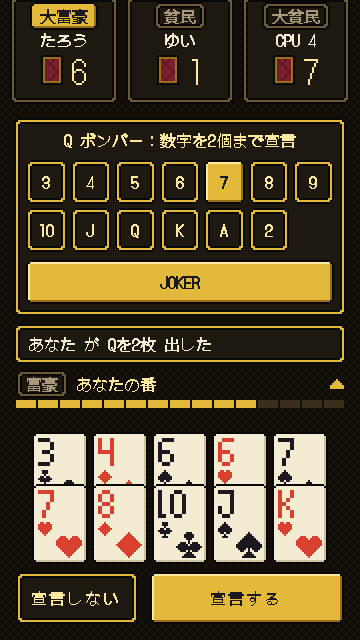 大富豪 貧民 大貧民
たろう ゆい CPU 4
6 1 7
Q ボンバー：数字を2個まで宣言
3 4 5 6 7 8 9
10 J Q K A 2
JOKER
あなた が Qを2枚 出した
富豪 あなたの番
3 4 6 6 7
7 8 10 J K
宣言しない 宣言する